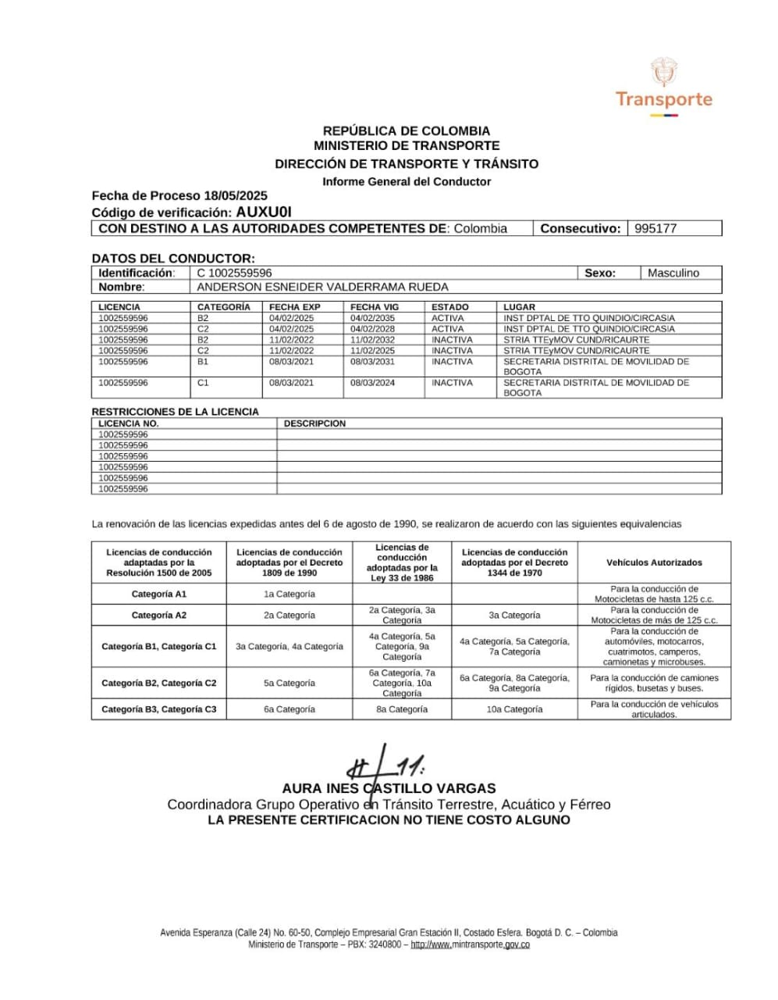 Transporte
REPÚBLICA DE COLOMBIA
MINISTERIO DE TRANSPORTE
DIRECCIÓN DE TRANSPORTE Y TRÁNSITO
Informe General del Conductor
Fecha de Proceso 18/05/2025
Código de verificación: AUXU0I
CON DESTINO A LAS AUTORIDADES COMPETENTES DE: Colombia Consecutivo: 995177
DATOS DEL CONDUCTOR:
Identificación: C 1002559596 Sexo: Masculino
Nombre: ANDERSON ESNEIDER VALDERRAMA RUEDA
LICENCIA CATEGORÍA FECHA EXP FECHA VIG ESTADO LUGAR
1002559596 B2 04/02/2025 04/02/2035 ACTIVA INST DPTAL DE TTO QUINDIO/CIRCASIA
1002559596 C2 04/02/2025 04/02/2028 ACTIVA INST DPTAL DE TTO QUINDIO/CIRCASIA
1002559596 B2 11/02/2022 11/02/2032 INACTIVA STRIA TTEyMOV CUND/RICAURTE
1002559596 C2 11/02/2022 11/02/2025 INACTIVA STRIA TTEyMOV CUND/RICAURTE
1002559596 B1 08/03/2021 08/03/2031 INACTIVA SECRETARIA DISTRITAL DE MOVILIDAD DE
BOGOTA
1002559596 C1 08/03/2021 08/03/2024 INACTIVA SECRETARIA DISTRITAL DE MOVILIDAD DE
BOGOTA
RESTRICCIONES DE LA LICENCIA
LICENCIA NO. DESCRIPCION
1002559596
1002559596
1002559596
1002559596
1002559596
1002559596
La renovación de las licencias expedidas antes del 6 de agosto de 1990, se realizaron de acuerdo con las siguientes equivalencias
Licencias de conducción
adaptadas por la
Resolución 1500 de 2005
Licencias de conducción
adoptadas por el Decreto
1809 de 1990
Licencias de
conducción
adoptadas por la
Ley 33 de 1986
Licencias de conducción
adoptadas por el Decreto
1344 de 1970
Vehículos Autorizados
Categoría A1
1a Categoría
Para la conducción de
Motocicletas de hasta 125 c.c.
Categoría A2
2a Categoría
2a Categoría, 3a
Categoría
3a Categoría
Para la conducción de
Motocicletas de más de 125 c.c.
Categoría B1, Categoría C1
3a Categoría, 4a Categoría
4a Categoría, 5a
Categoría, 9a
Categoría
4a Categoría, 5a Categoría,
7a Categoría
Para la conducción de
automóviles, motocarros,
cuatrimotos, camperos,
camionetas y microbuses.
Categoría B2, Categoría C2
5a Categoría
6a Categoría, 7a
Categoría, 10a
Categoría
6a Categoría, 8a Categoría,
9a Categoría
Para la conducción de camiones
rígidos, busetas y buses.
Categoría B3, Categoría C3
6a Categoría
8a Categoría
10a Categoría
Para la conducción de vehículos
articulados.
AURA INES CASTILLO VARGAS
Coordinadora Grupo Operativo en Tránsito Terrestre, Acuático y Férreo
LA PRESENTE CERTIFICACION NO TIENE COSTO ALGUNO
Avenida Esperanza (Calle 24) No. 60-50, Complejo Empresarial Gran Estación II, Costado Esfera. Bogotá D. C. – Colombia
Ministerio de Transporte – PBX: 3240800 – http://www.mintransporte.gov.co